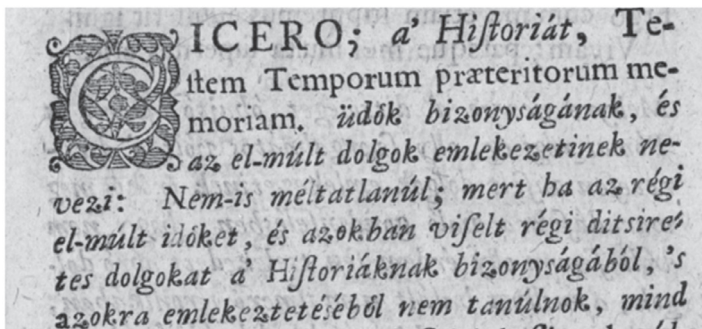 CICERO; a' Hiſtoriát, Te-
ſtem Temporum præteritorum me-
moriam. üdők bizonyságának, és
az el-múlt dolgok emlekezetinek ne-
vezi: Nem-is méltatlanúl; mert ha az régi
el-múlt időket, és azokban viſelt régi ditsire-
tes dolgokat a' Hiſtoriáknak bizonyságából, 's
azokra emlekeztetéséből nem tanúlnok, mind